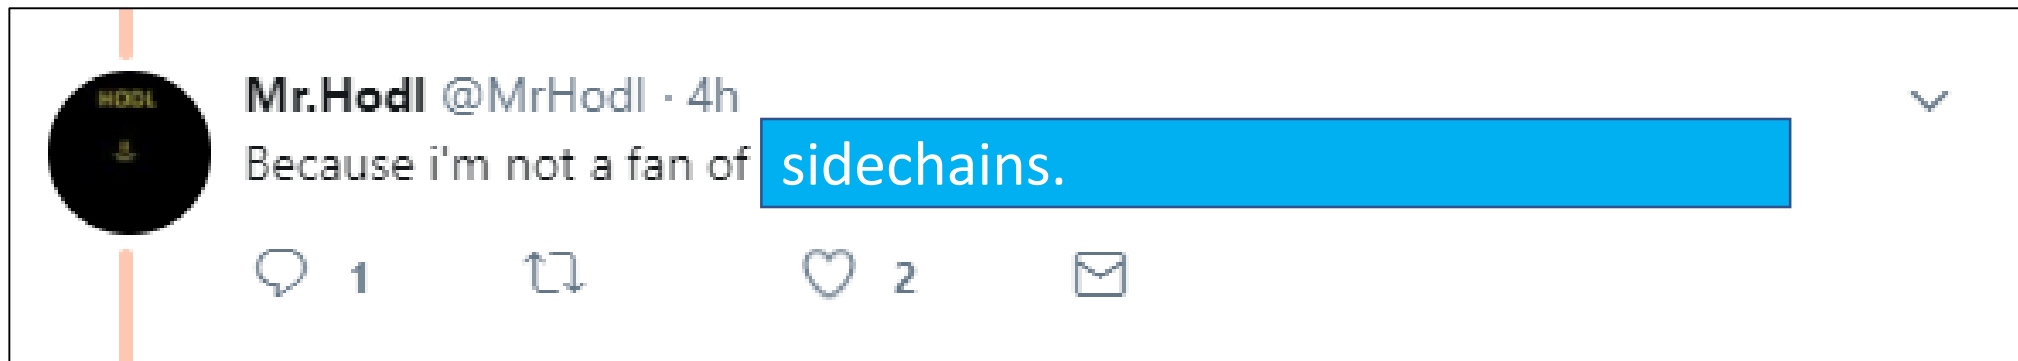 HODL
Mr.Hodl @MrHodl · 4h
Because i'm not a fan of sidechains.
1 2